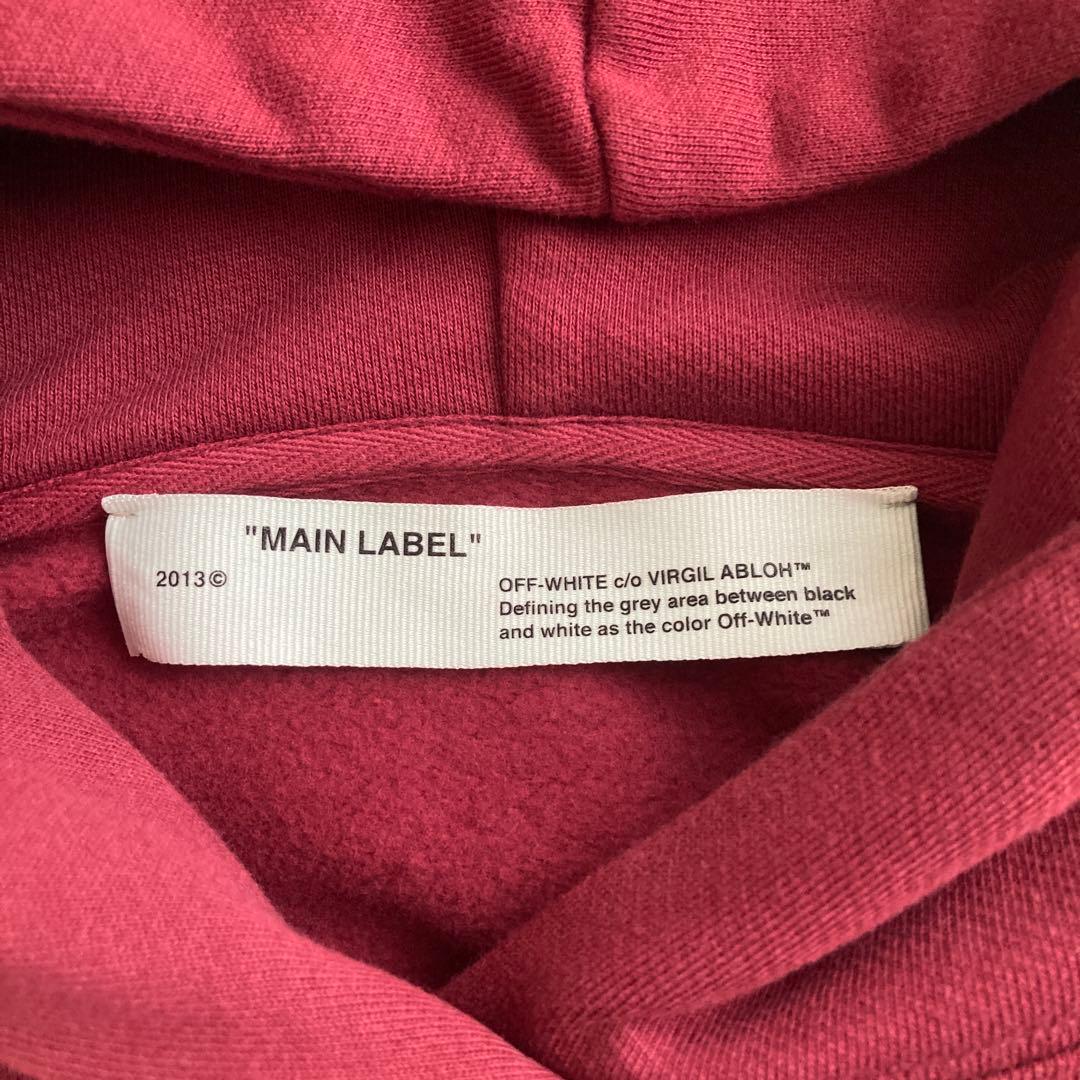 "MAIN LABEL"
2013©
OFF-WHITE c/o VIRGIL ABLOH™
Defining the grey area between black
and white as the color Off-White™